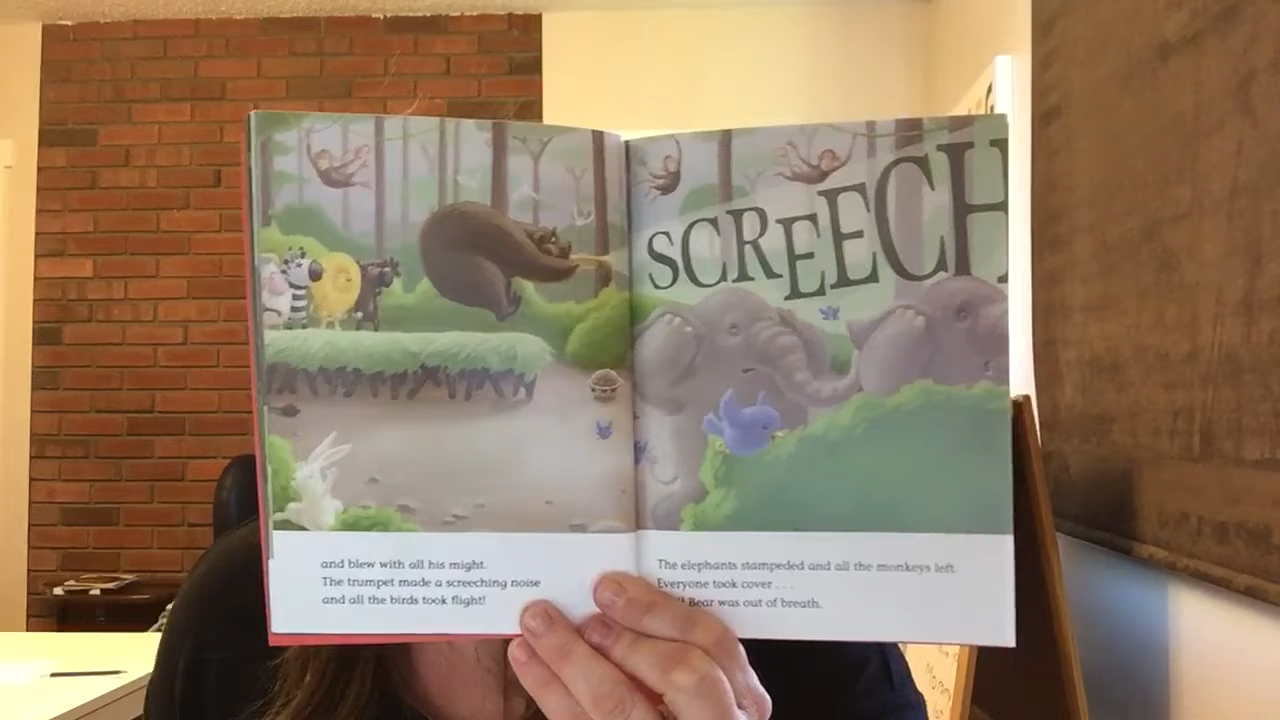 SCREECH
and blew with all his might.
The trumpet made a screeching noise
and all the birds took flight!
The elephants stampeded and all the monkeys left.
Everyone took cover . . .
Bear was out of breath.